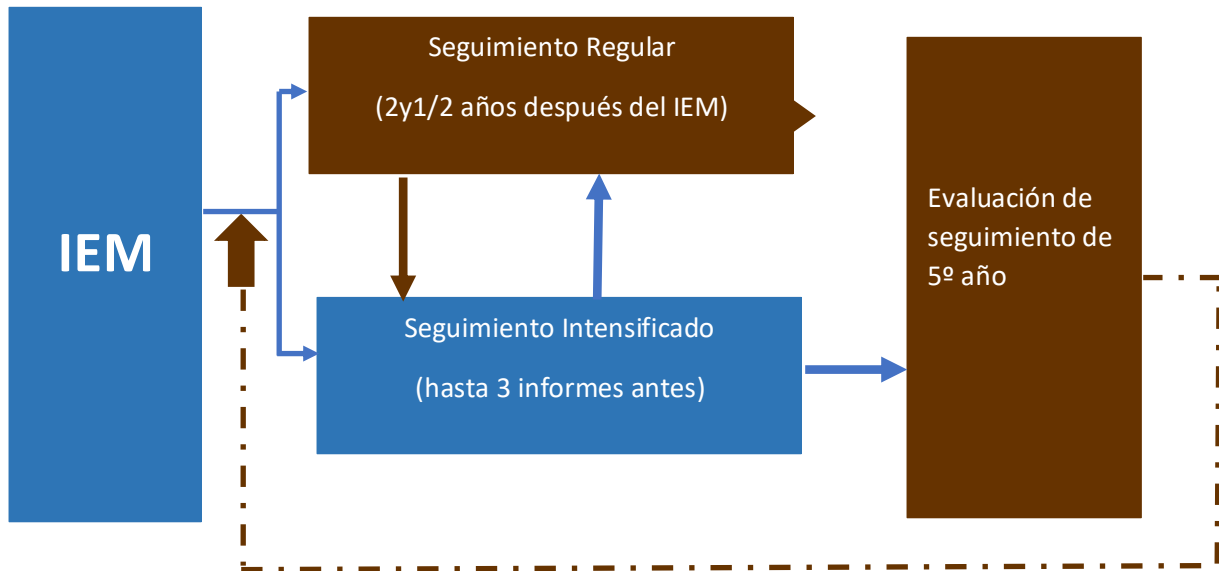 IEM
Seguimiento Regular
(2y1/2 años después del IEM)
Seguimiento Intensificado
(hasta 3 informes antes)
Evaluación de
seguimiento de
5º año